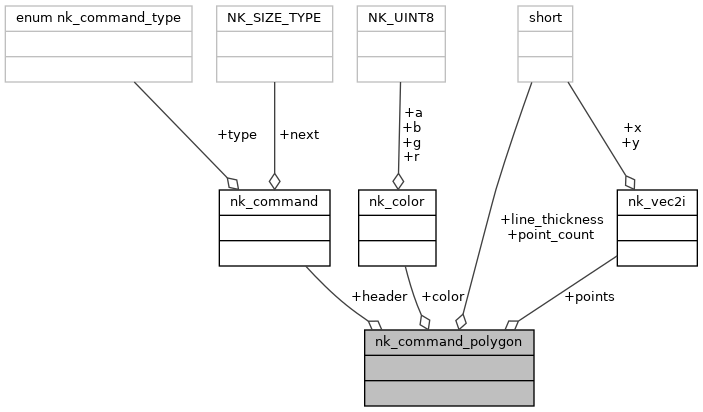 enum nk_command_type
NK_SIZE_TYPE
NK_UINT8
short
+type
+next
+a
+b
+g
+r
+x
+y
nk_command
nk_color
nk_vec2i
+line_thickness
+point_count
+header
+color
+points
nk_command_polygon